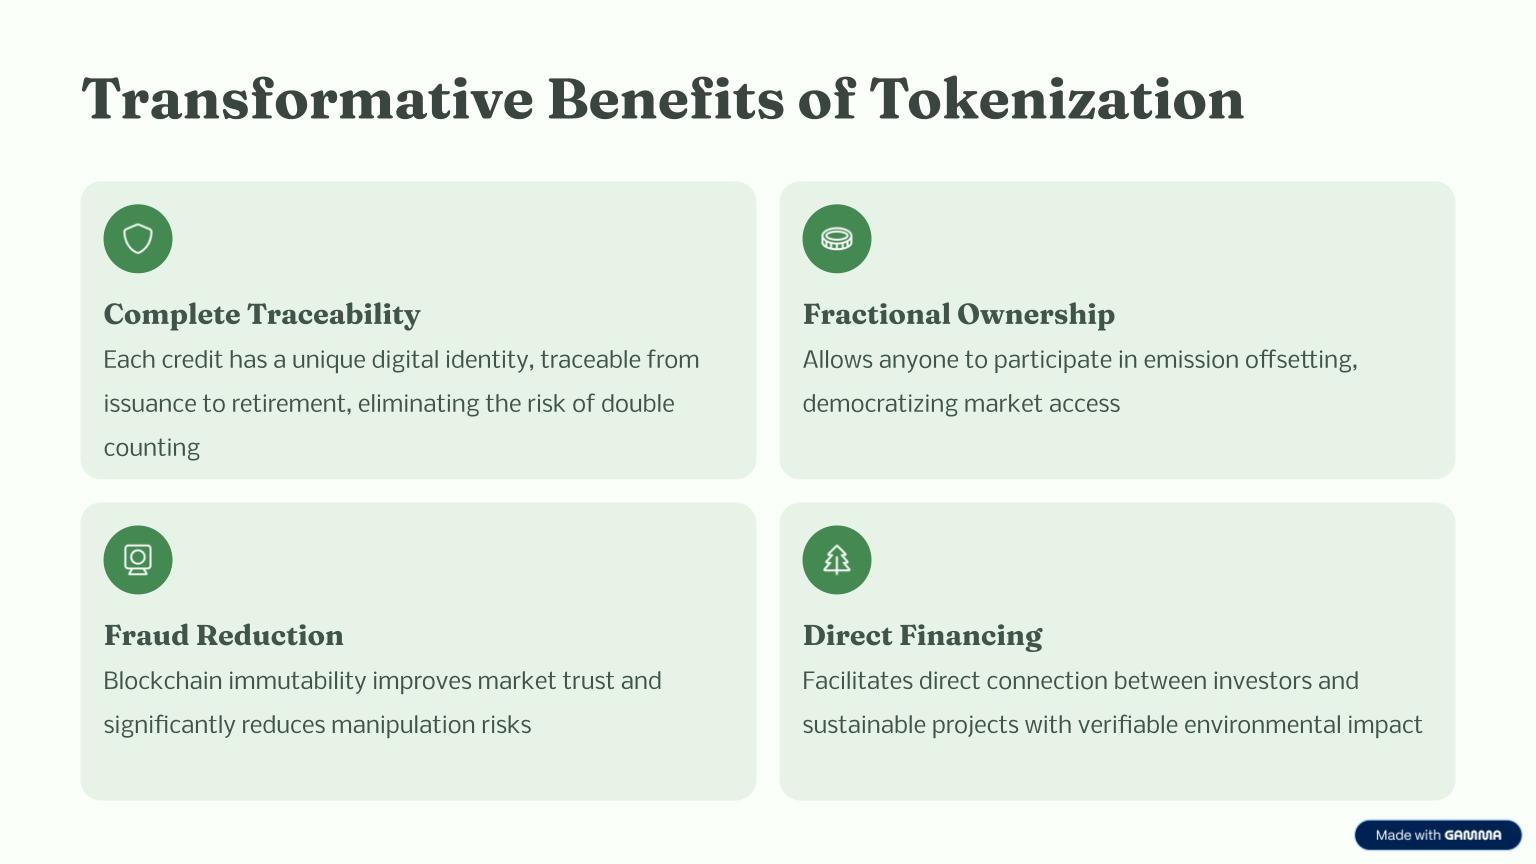 Transformative Benefits of Tokenization
Complete Traceability
Each credit has a unique digital identity, traceable from
issuance to retirement, eliminating the risk of double
counting
Fractional Ownership
Allows anyone to participate in emission offsetting,
democratizing market access
Fraud Reduction
Blockchain immutability improves market trust and
significantly reduces manipulation risks
Direct Financing
Facilitates direct connection between investors and
sustainable projects with verifiable environmental impact
Made with GAMMA